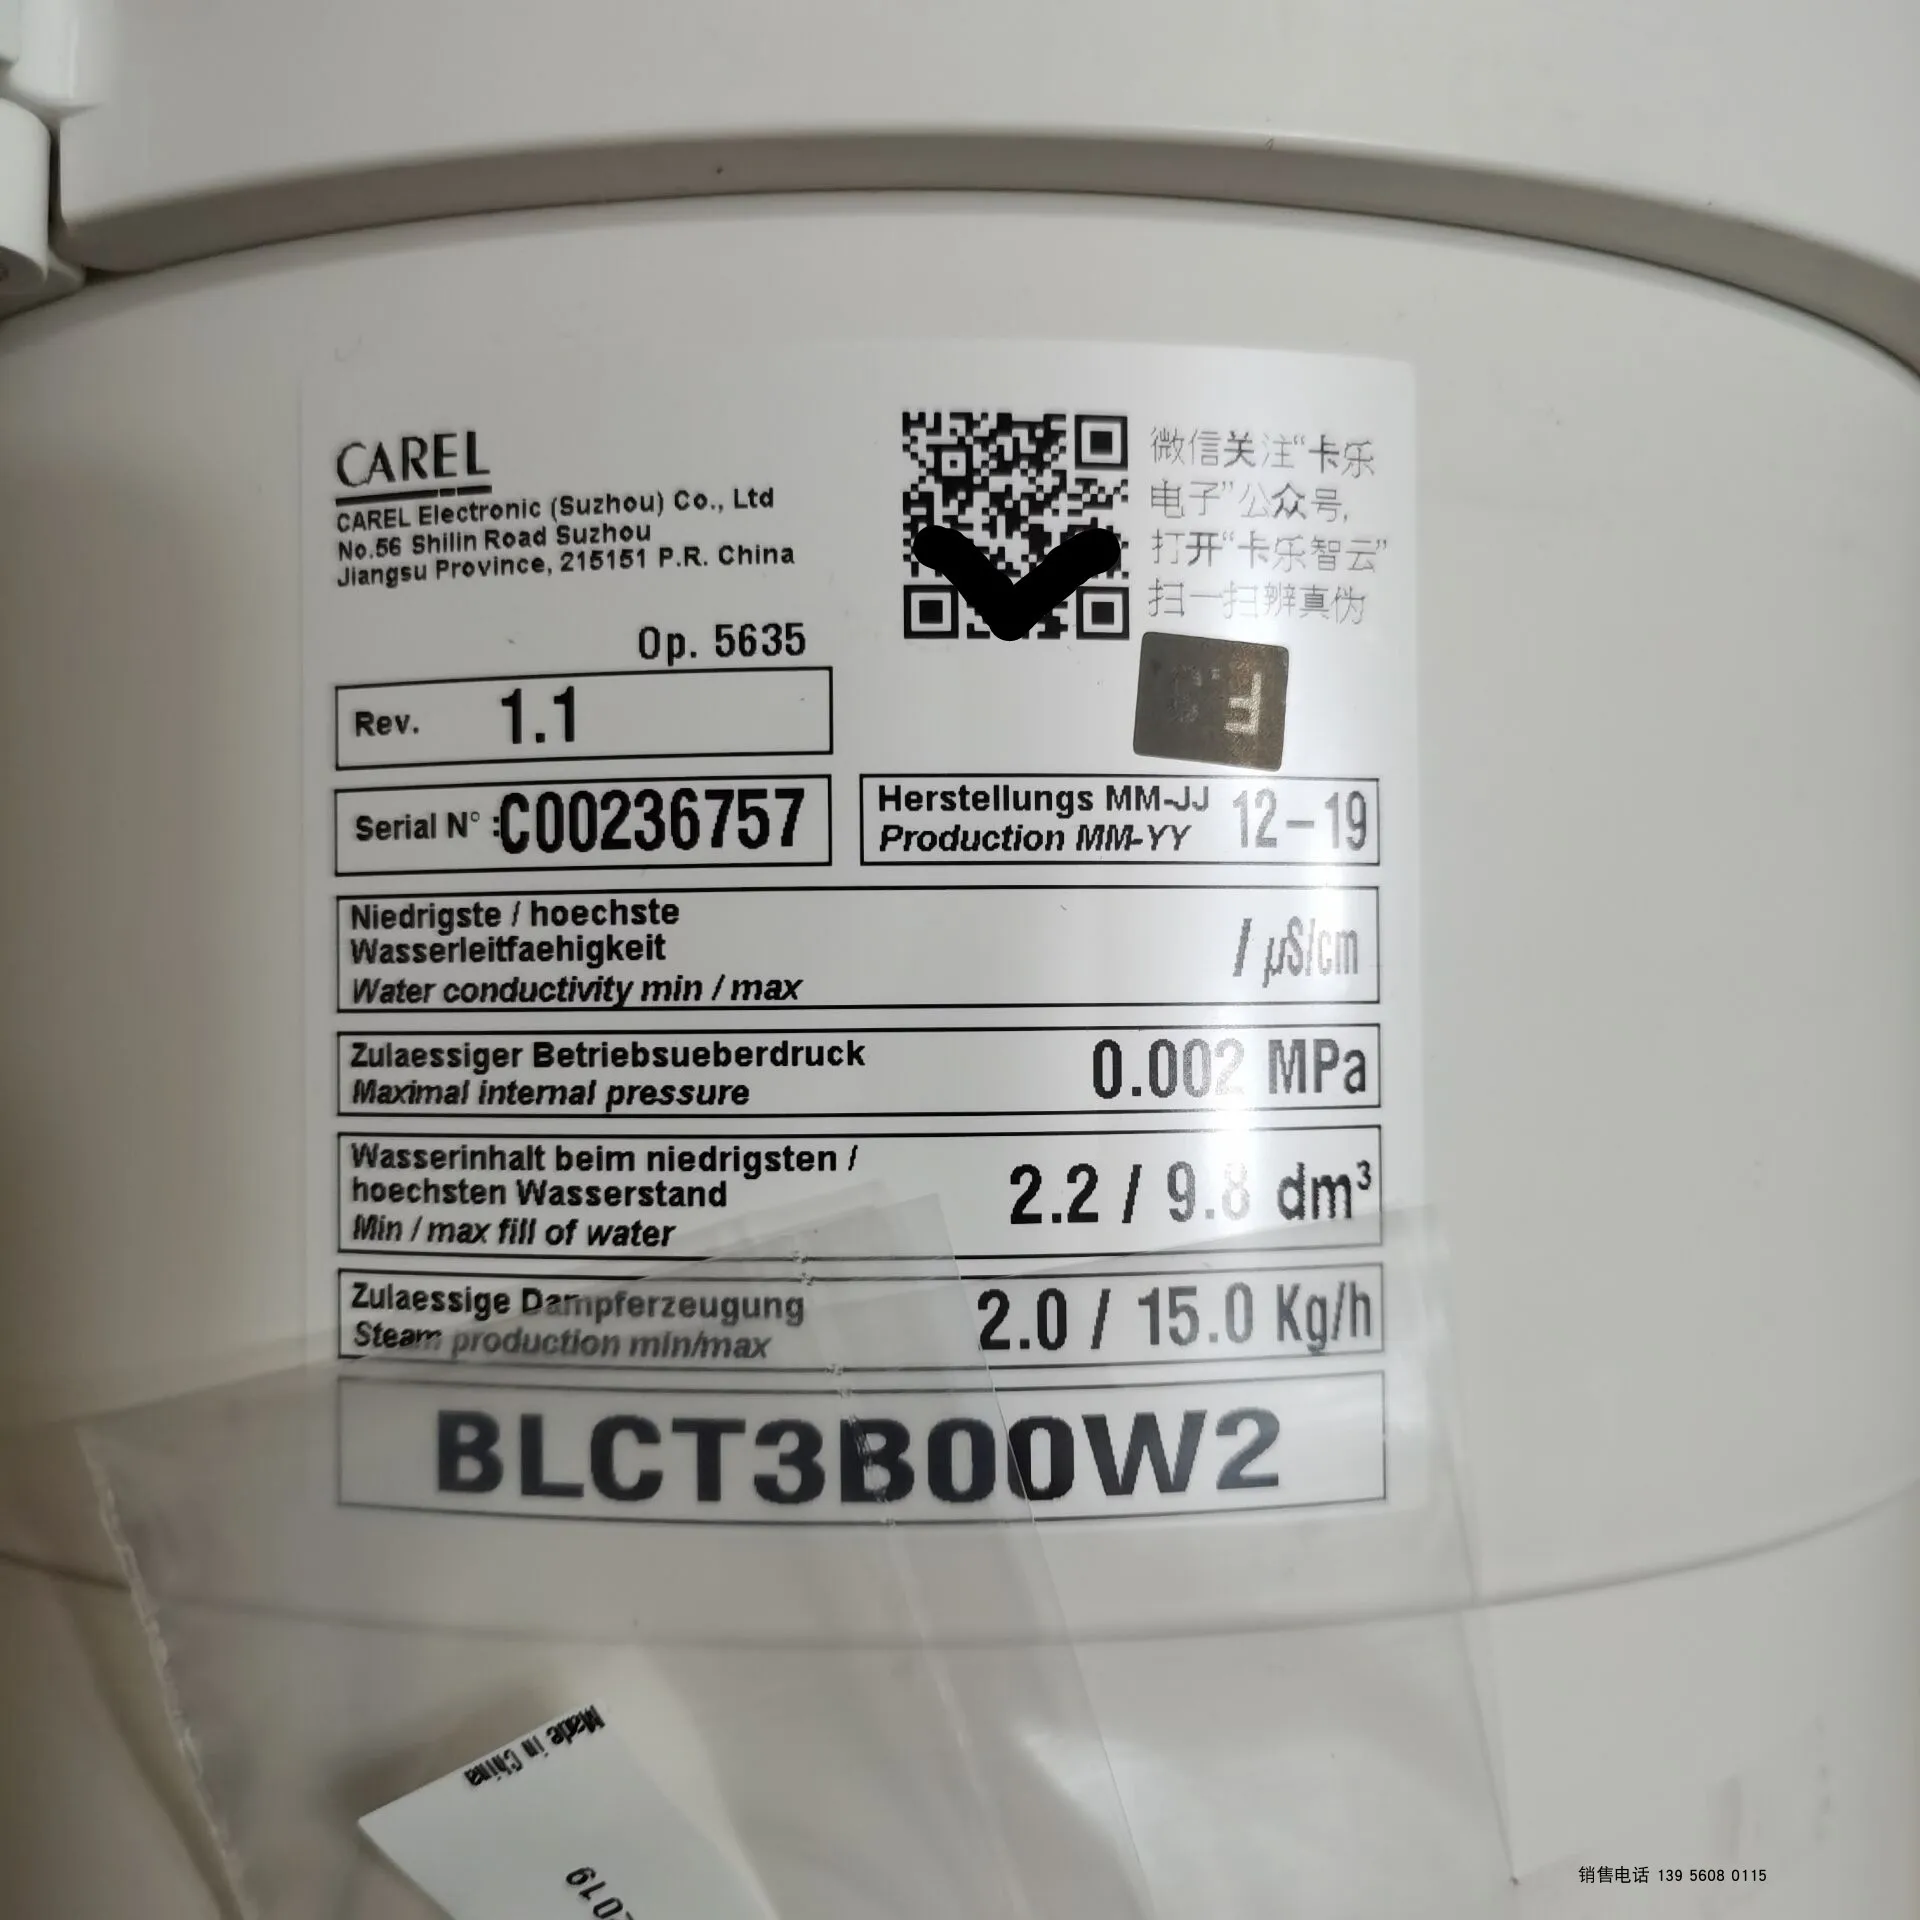 CAREL
CAREL Electronic (Suzhou) Co., Ltd
No.56 Shilin Road Suzhou
Jiangsu Province, 215151 P.R. China
微信关注“卡乐
电子”公众号,
打开“卡乐智云”
扫一扫辨真伪
Op. 5635
Rev. 1.1
Serial N° :C00236757
Herstellungs MM-JJ
Production MM-YY
12-19
Niedrigste / hoechste
Wasserleitfaehigkeit
Water conductivity min / max
/ µS/cm
Zulaessiger Betriebsueberdruck
Maximal internal pressure
0.002 MPa
Wasserinhalt beim niedrigsten /
hoechsten Wasserstand
Min / max fill of water
2.2 / 9.8 dm³
Zulaessige Dampferzeugung
Steam production min/max
2.0 / 15.0 Kg/h
BLCT3B00W2
Made in China
2019
销售电话 139 5608 0115